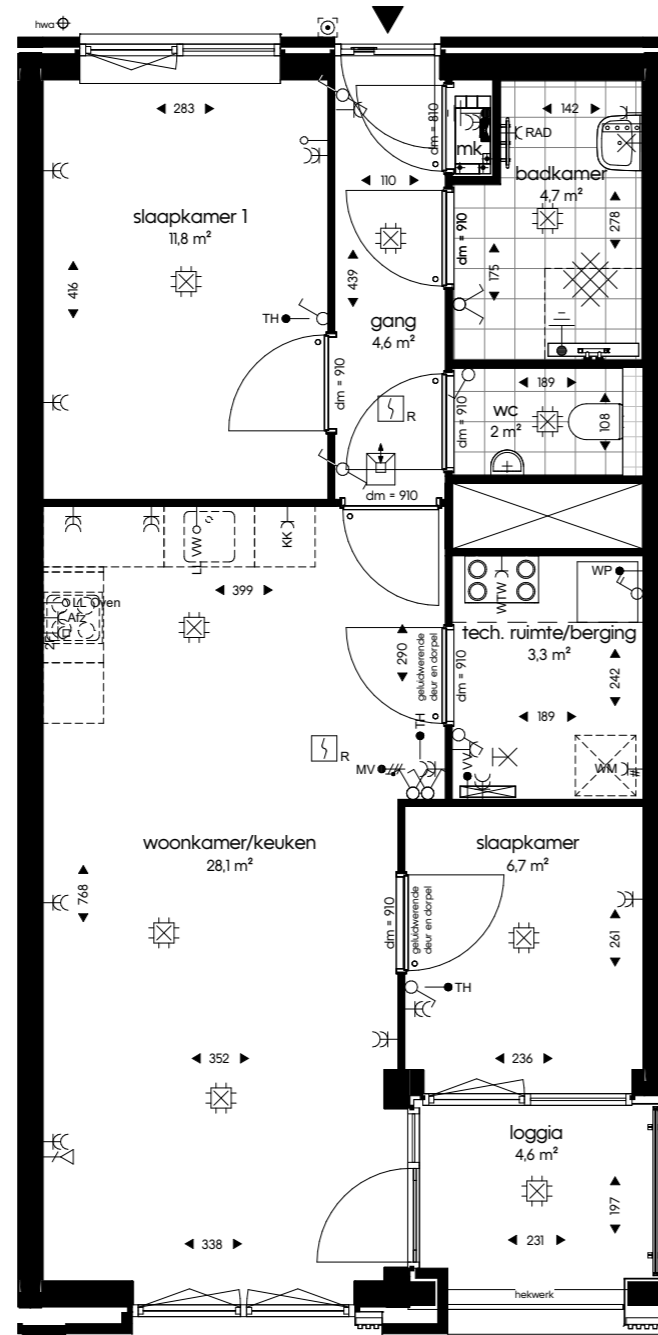 hwa
283
142
dm = 810
mk
RAD
badkamer
4,7 m²
110
slaapkamer 1
11,8 m²
278
dm = 910
175
439
416
TH
gang
4,6 m²
dm = 910
189
wc
2 m²
108
dm = 910
R
dm = 910
LL VW
KK
399
WTW
WP
LL Oven
Afz
2F
tech. ruimte/berging
3,3 m²
290
geluidwerende
deur en dorpel
dm = 910
242
189
TH
R
MV
VV
WM
woonkamer/keuken
28,1 m²
slaapkamer
6,7 m²
768
dm = 910
geluidwerende
deur en dorpel
261
TH
352
236
loggia
4,6 m²
197
338
231
hekwerk